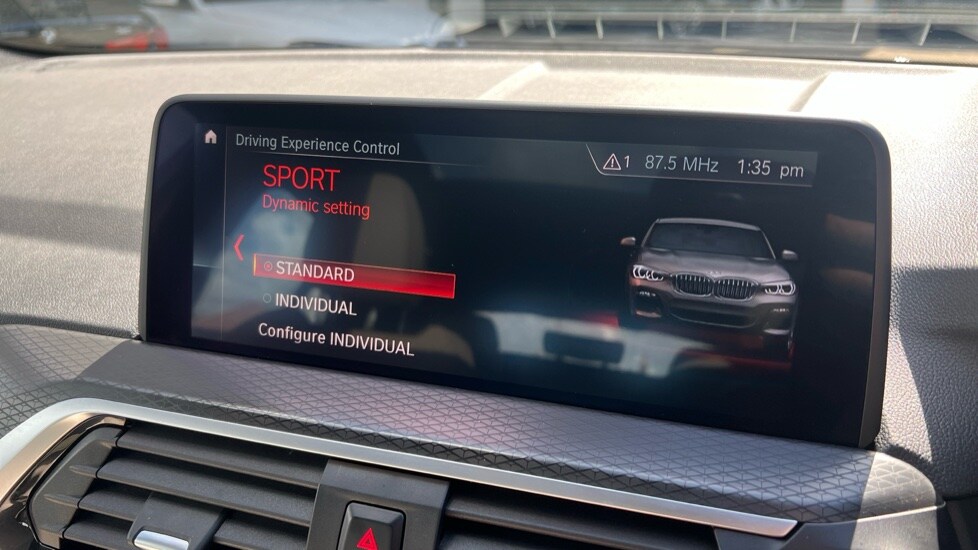 Driving Experience Control
1 87.5 MHz 1:35 pm
SPORT
Dynamic setting
STANDARD
INDIVIDUAL
Configure INDIVIDUAL